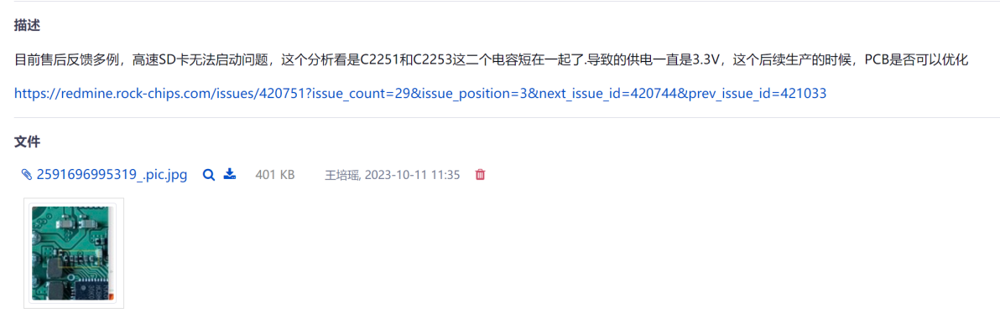 描述
目前售后反馈多例，高速SD卡无法启动问题，这个分析看是C2251和C2253这二个电容短在一起了.导致的供电一直是3.3V，这个后续生产的时候，PCB是否可以优化
https://redmine.rock-chips.com/issues/420751?issue_count=29&issue_position=3&next_issue_id=420744&prev_issue_id=421033
文件
2591696995319_.pic.jpg 401 KB 王培瑶, 2023-10-11 11:35